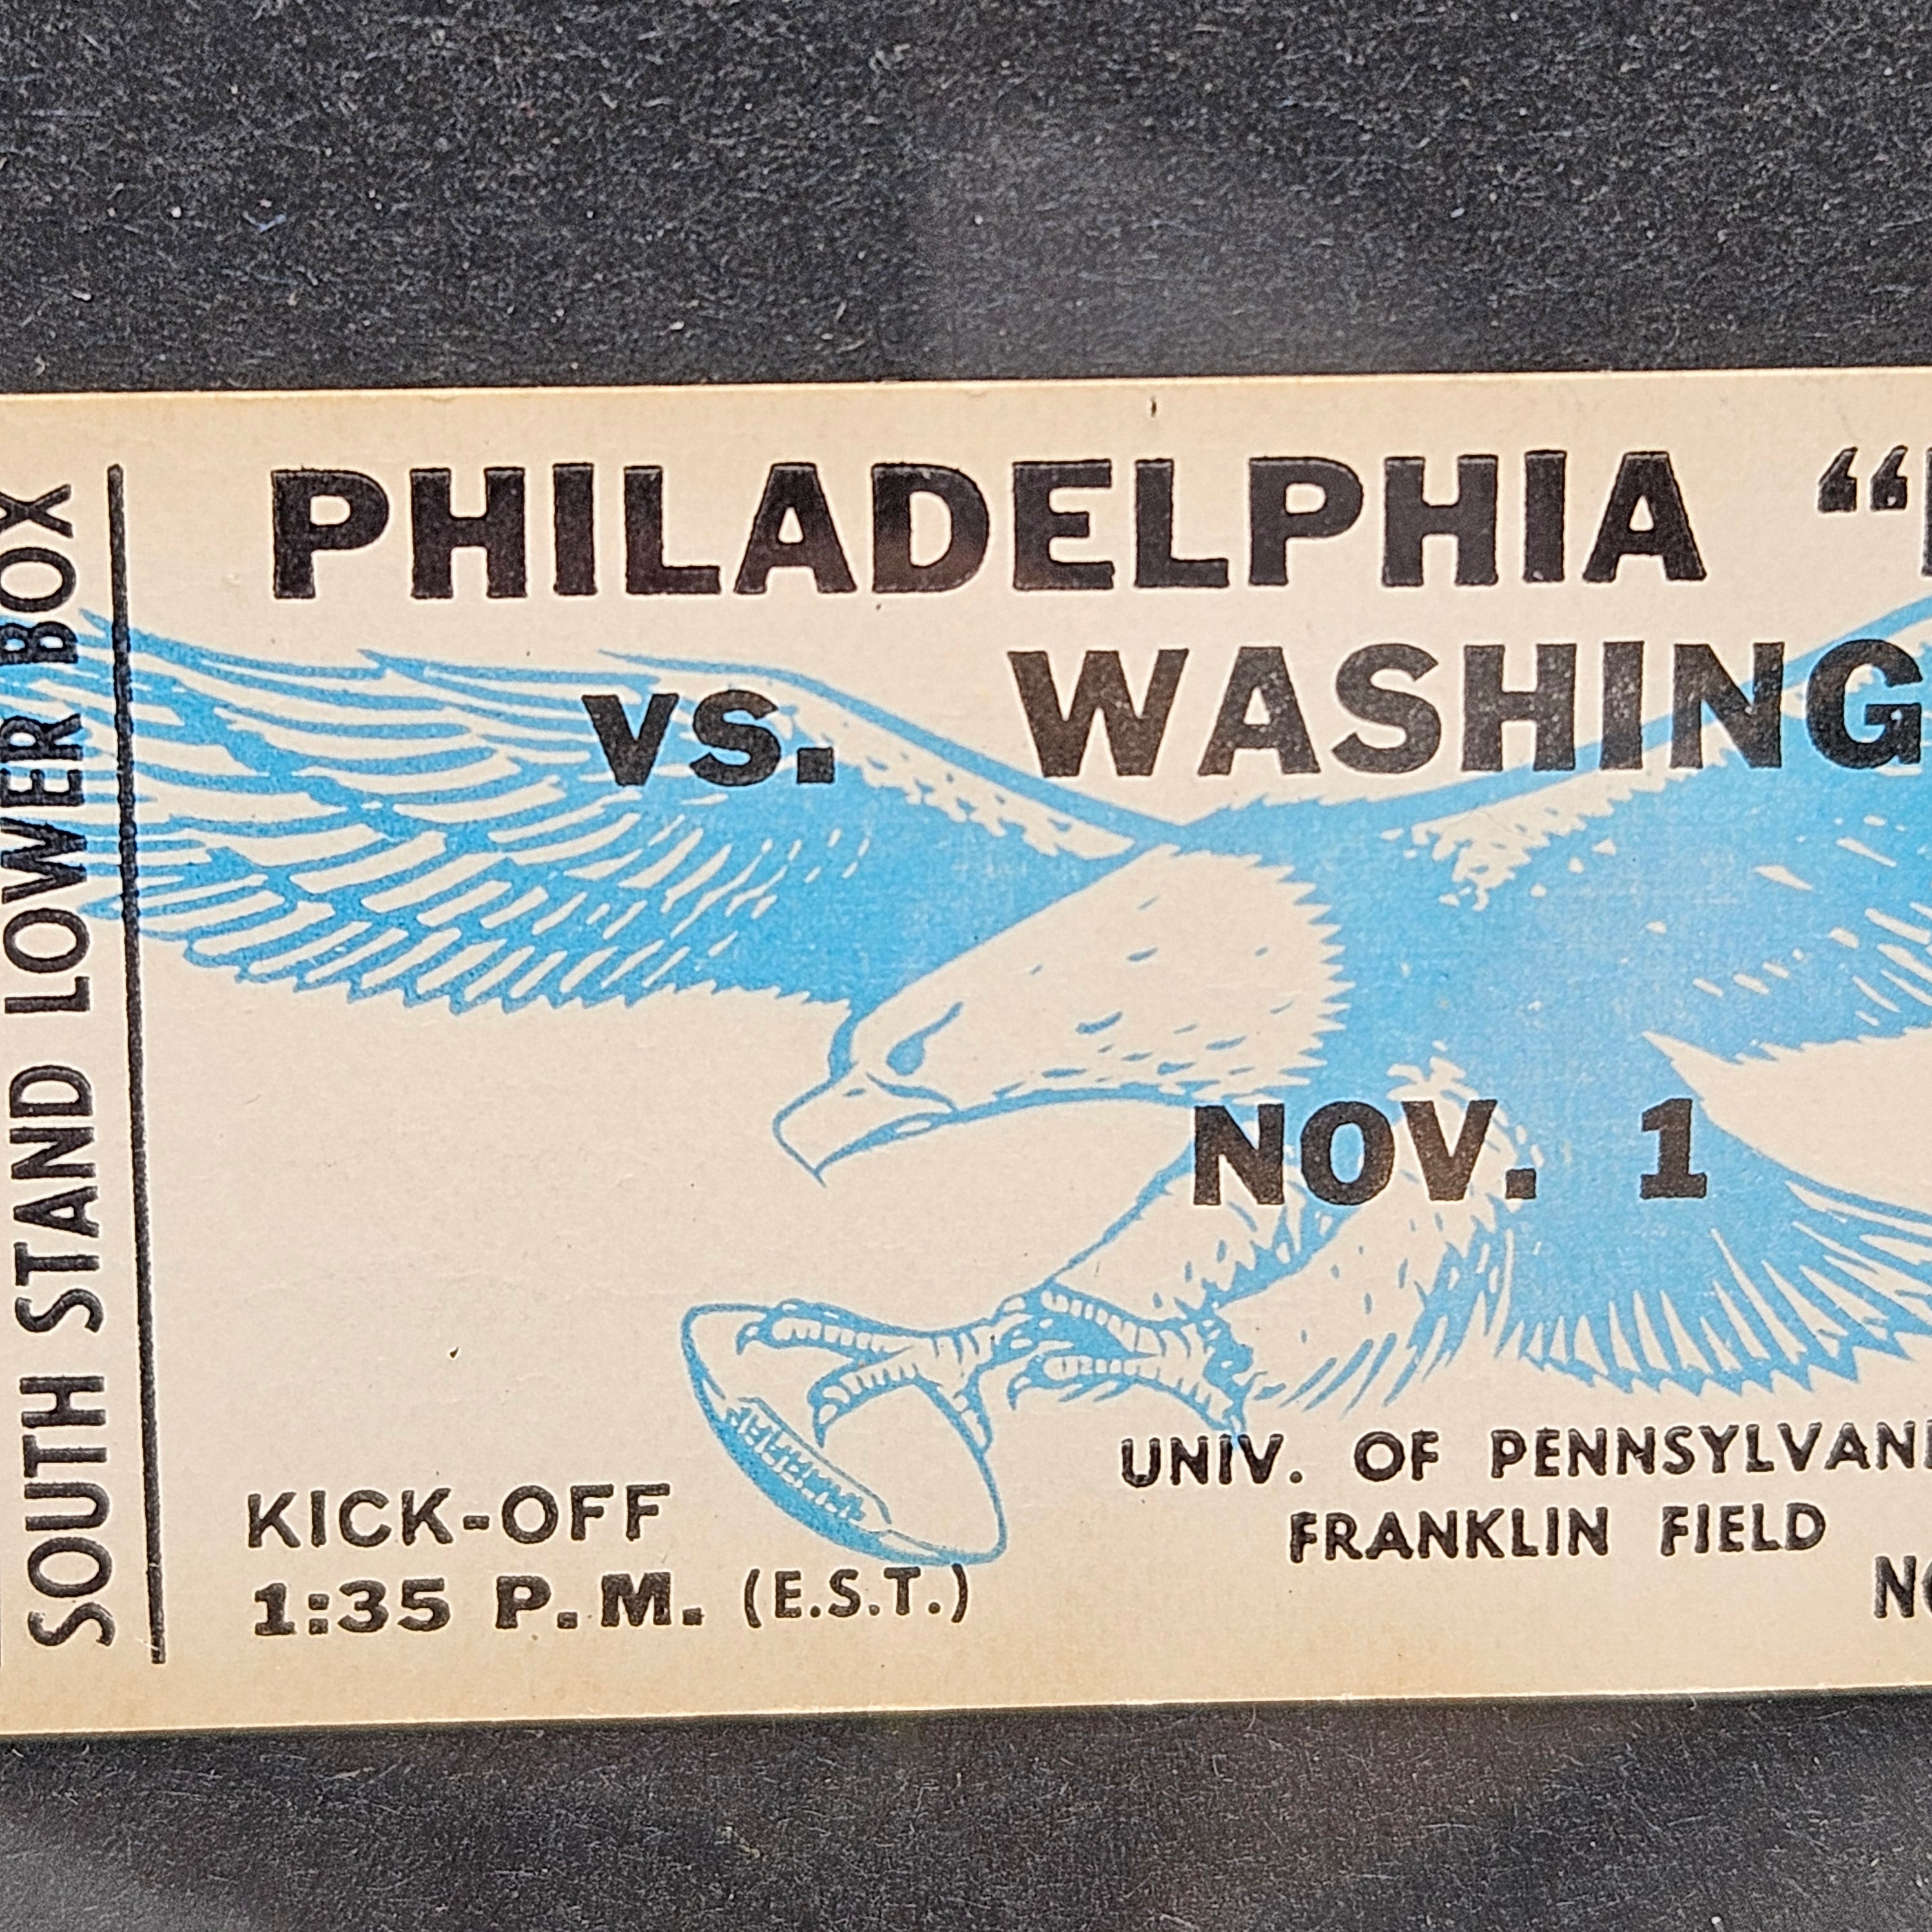 SOUTH STAND LOWER BOX
PHILADELPHIA “
VS. WASHING
NOV. 1
UNIV. OF PENNSYLVAN
FRANKLIN FIELD
KICK-OFF
1:35 P.M. (E.S.T.)